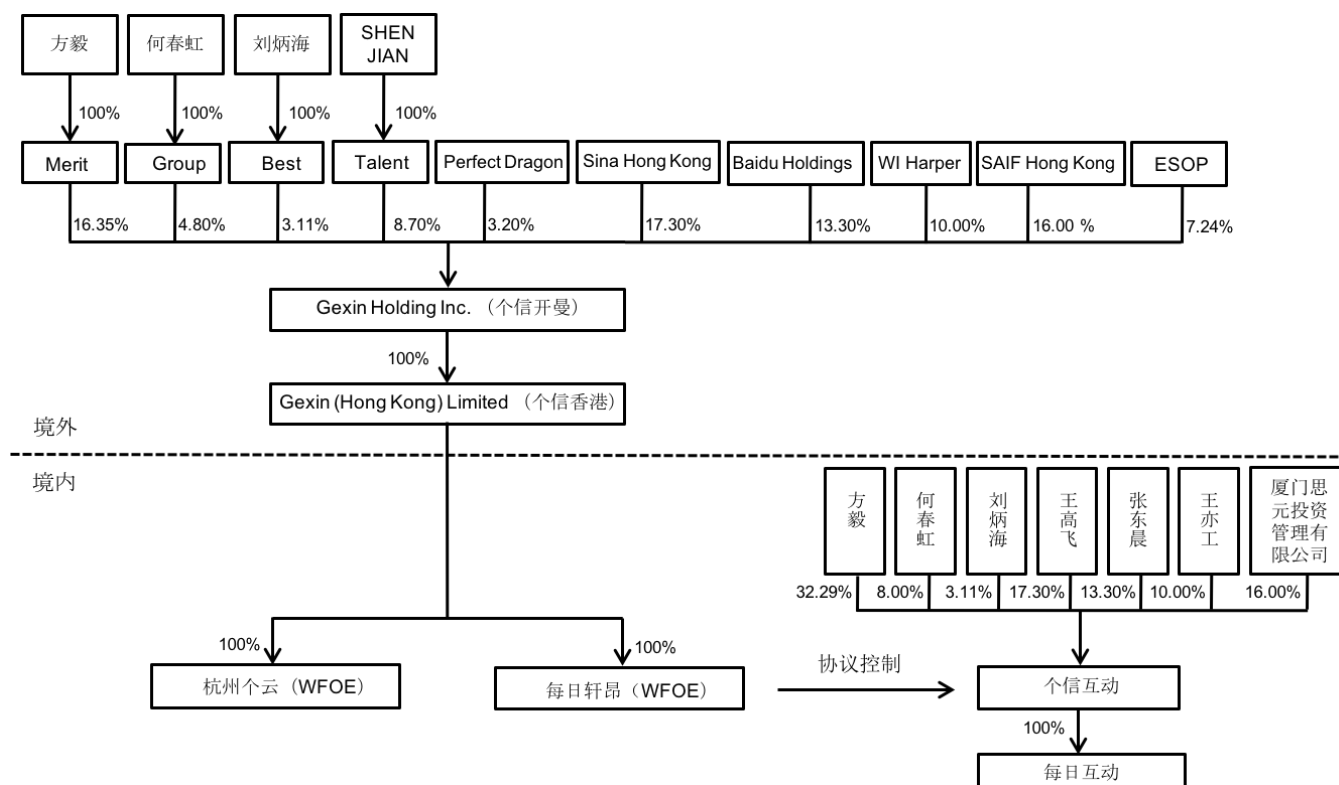 方毅
何春虹
刘炳海
SHEN
JIAN
100%
100%
100%
100%
Merit
Group
Best
Talent
Perfect Dragon
Sina Hong Kong
Baidu Holdings
WI Harper
SAIF Hong Kong
ESOP
16.35%
4.80%
3.11%
8.70%
3.20%
17.30%
13.30%
10.00%
16.00 %
7.24%
Gexin Holding Inc. （个信开曼）
100%
Gexin (Hong Kong) Limited （个信香港）
境外
境内
方毅
何春虹
刘炳海
王高飞
张东晨
王亦工
厦门思
元投资
管理有
限公司
32.29%
8.00%
3.11%
17.30%
13.30%
10.00%
16.00%
100%
100%
杭州个云（WFOE）
每日轩昂（WFOE）
协议控制
个信互动
100%
每日互动